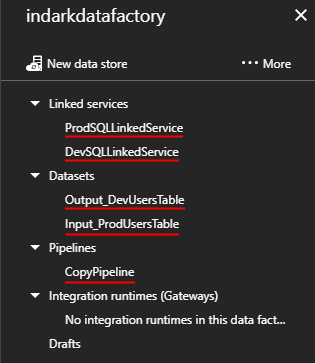 indarkdatafactory
New data store
More
Linked services
ProdSQLLinkedService
DevSQLLinkedService
Datasets
Output_DevUsersTable
Input_ProdUsersTable
Pipelines
CopyPipeline
Integration runtimes (Gateways)
No integration runtimes in this data fact...
Drafts